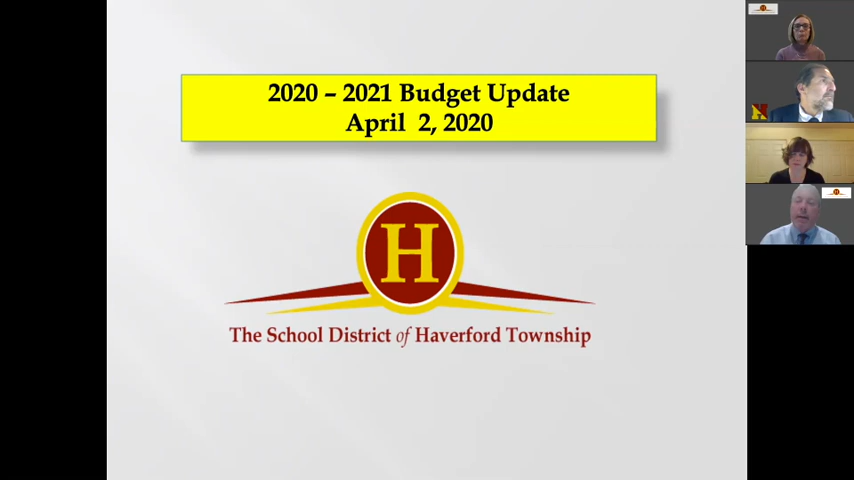 2020 – 2021 Budget Update
April 2, 2020
H
The School District of Haverford Township
H